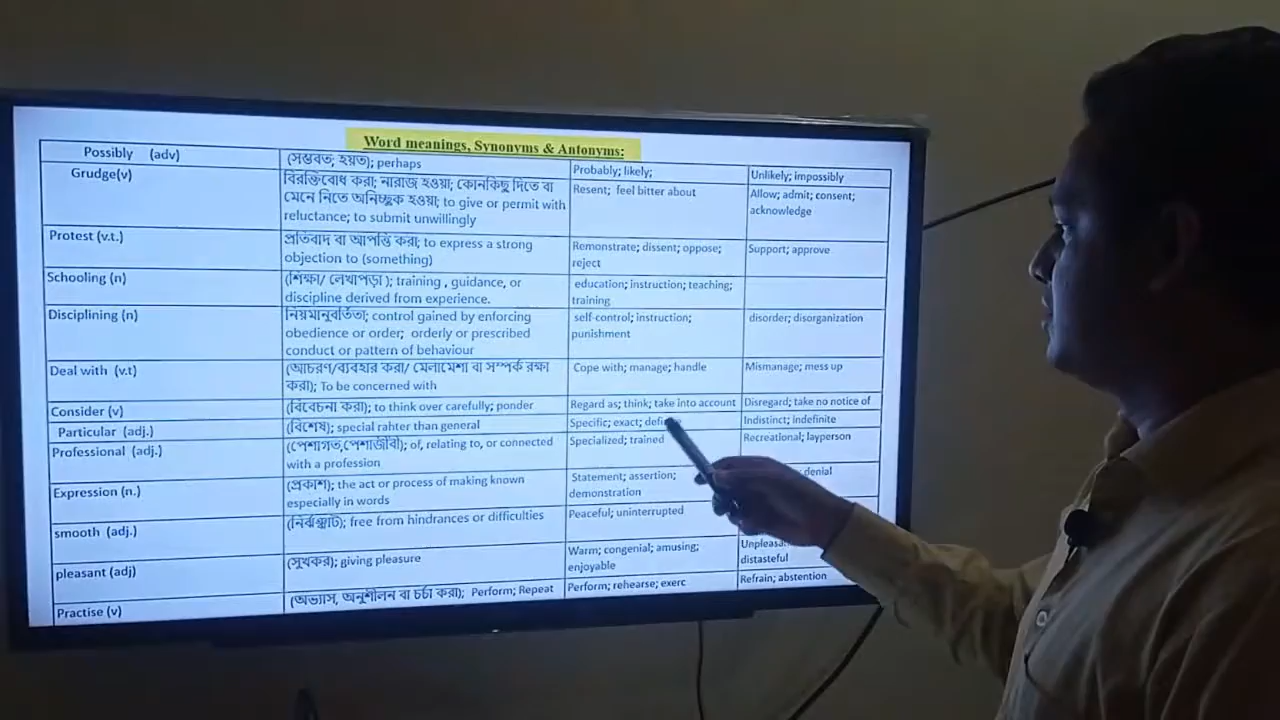 Word meanings, Synonyms & Antonyms:
Possibly (adv)
(সম্ভবত; হয়ত); perhaps
Probably; likely;
Unlikely; impossibly
Grudge(v)
বিরক্তিবোধ করা; নারাজ হওয়া; কোনকিছু দিতে বা
মেনে নিতে অনিচ্ছুক হওয়া; to give or permit with
reluctance; to submit unwillingly
Resent; feel bitter about
Allow; admit; consent;
acknowledge
Protest (v.t.)
প্রতিবাদ বা আপত্তি করা; to express a strong
objection to (something)
Remonstrate; dissent; oppose;
reject
Support; approve
Schooling (n)
(শিক্ষা/ লেখাপড়া ); training , guidance, or
discipline derived from experience.
education; instruction; teaching;
training
Disciplining (n)
নিয়মানুবর্তিতা; control gained by enforcing
obedience or order; orderly or prescribed
conduct or pattern of behaviour
self-control; instruction;
punishment
disorder; disorganization
Deal with (v.t)
(আচরণ/ব্যবহার করা/ মেলামেশা বা সম্পর্ক রক্ষা
করা); To be concerned with
Cope with; manage; handle
Mismanage; mess up
Consider (v)
(বিবেচনা করা); to think over carefully; ponder
Regard as; think; take into account
Disregard; take no notice of
Particular (adj.)
(বিশেষ); special rahter than general
Specific; exact;
Indistinct; indefinite
Professional (adj.)
(পেশাগত,পেশাজীবী); of, relating to, or connected
with a profession
Specialized; trained
Recreational; layperson
Expression (n.)
(প্রকাশ); the act or process of making known
especially in words
Statement; assertion;
demonstration
denial
smooth (adj.)
(নির্ঝঞ্ঝাট); free from hindrances or difficulties
Peaceful; uninterrupted
pleasant (adj)
(সুখকর); giving pleasure
Warm; congenial; amusing;
enjoyable
distasteful
Practise (v)
(অভ্যাস, অনুশীলন বা চর্চা করা); Perform; Repeat
Perform; rehearse; exerc
Refrain; abstention